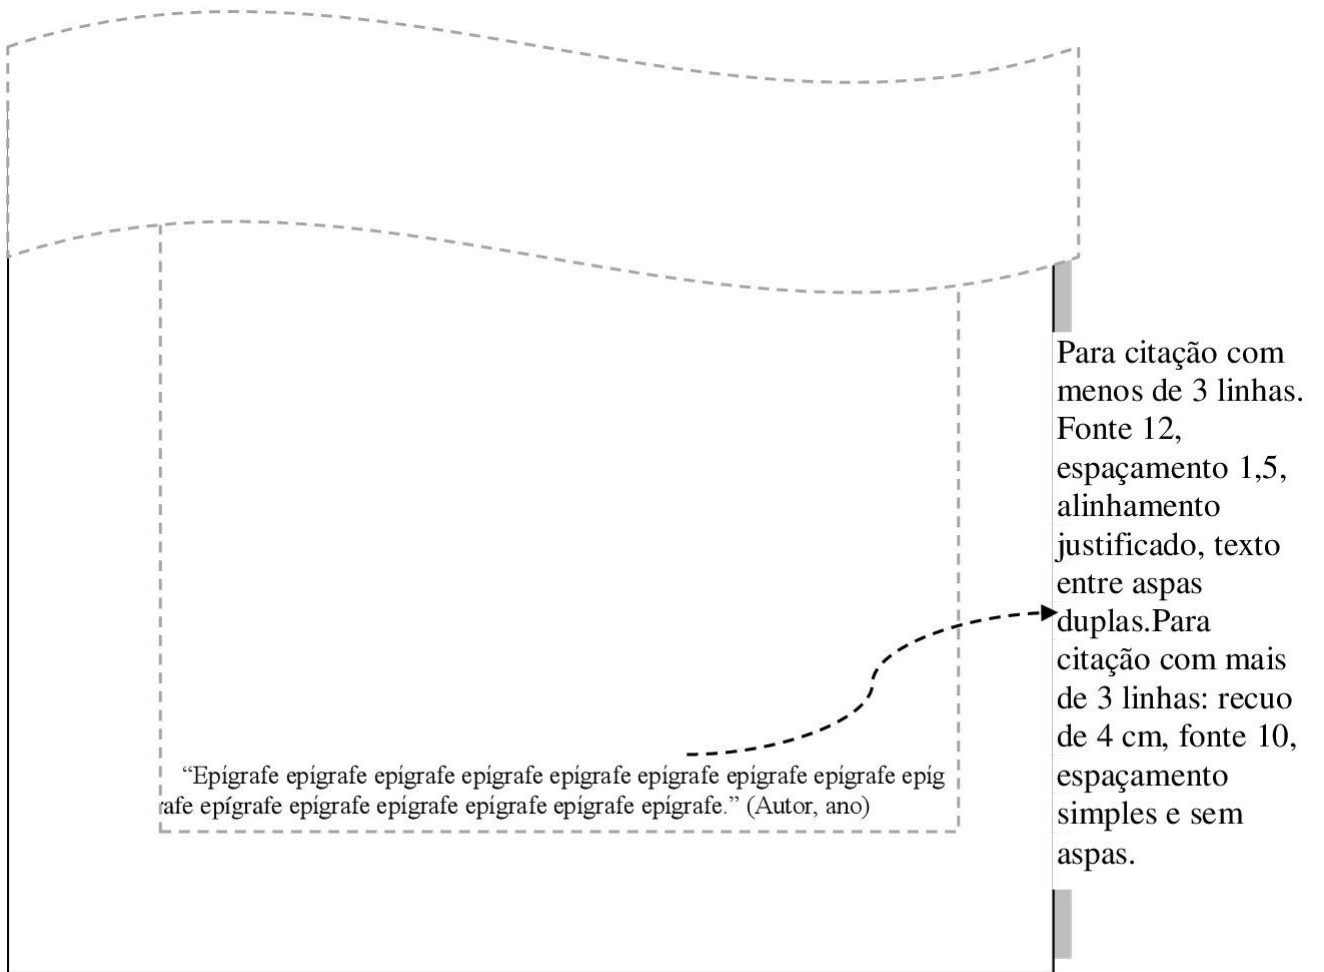 Para citação com
menos de 3 linhas.
Fonte 12,
espaçamento 1,5,
alinhamento
justificado, texto
entre aspas
duplas.Para
citação com mais
de 3 linhas: recuo
de 4 cm, fonte 10,
espaçamento
simples e sem
aspas.
“Epígrafe epígrafe epígrafe epígrafe epígrafe epígrafe epígrafe epígrafe epíg
rafe epígrafe epígrafe epígrafe epígrafe epígrafe epígrafe.” (Autor, ano)